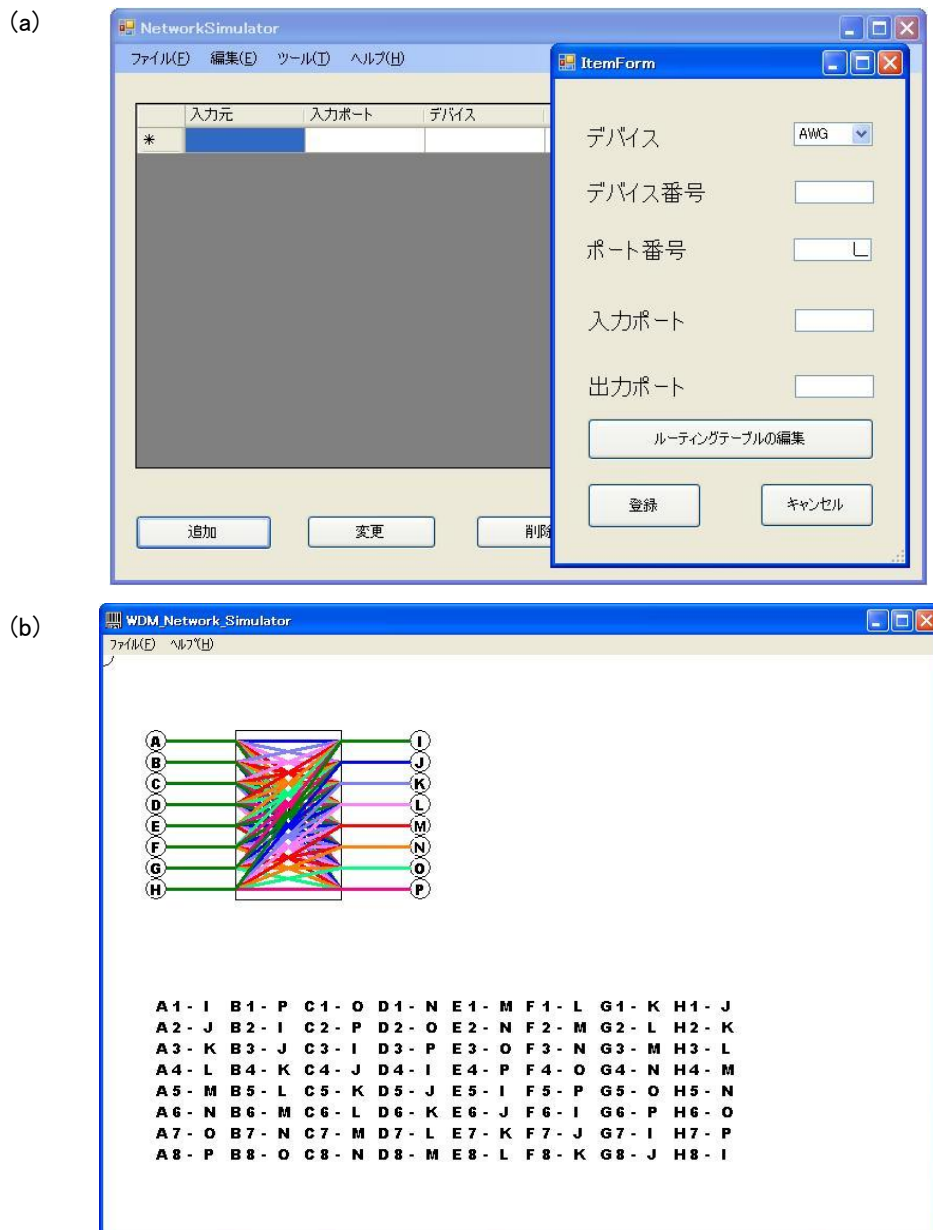 (a)
NetworkSimulator
ファイル(F) 編集(E) ツール(T) ヘルプ(H)
入力元 入力ポート デバイス
*
追加 変更
ItemForm
デバイス AWG
デバイス番号
ポート番号
入力ポート
出力ポート
ルーティングテーブルの編集
登録 キャンセル
(b)
WDM_Network_Simulator
ファイル(F) ヘルプ(H)
A I
B J
C K
D L
E M
F N
G O
H P
A1- I B1- P C1- O D1- N E1- M F1- L G1- K H1- J
A2- J B2- I C2- P D2- O E2- N F2- M G2- L H2- K
A3- K B3- J C3- I D3- P E3- O F3- N G3- M H3- L
A4- L B4- K C4- J D4- I E4- P F4- O G4- N H4- M
A5- M B5- L C5- K D5- J E5- I F5- P G5- O H5- N
A6- N B6- M C6- L D6- K E6- J F6- I G6- P H6- O
A7- O B7- N C7- M D7- L E7- K F7- J G7- I H7- P
A8- P B8- O C8- N D8- M E8- L F8- K G8- J H8- I